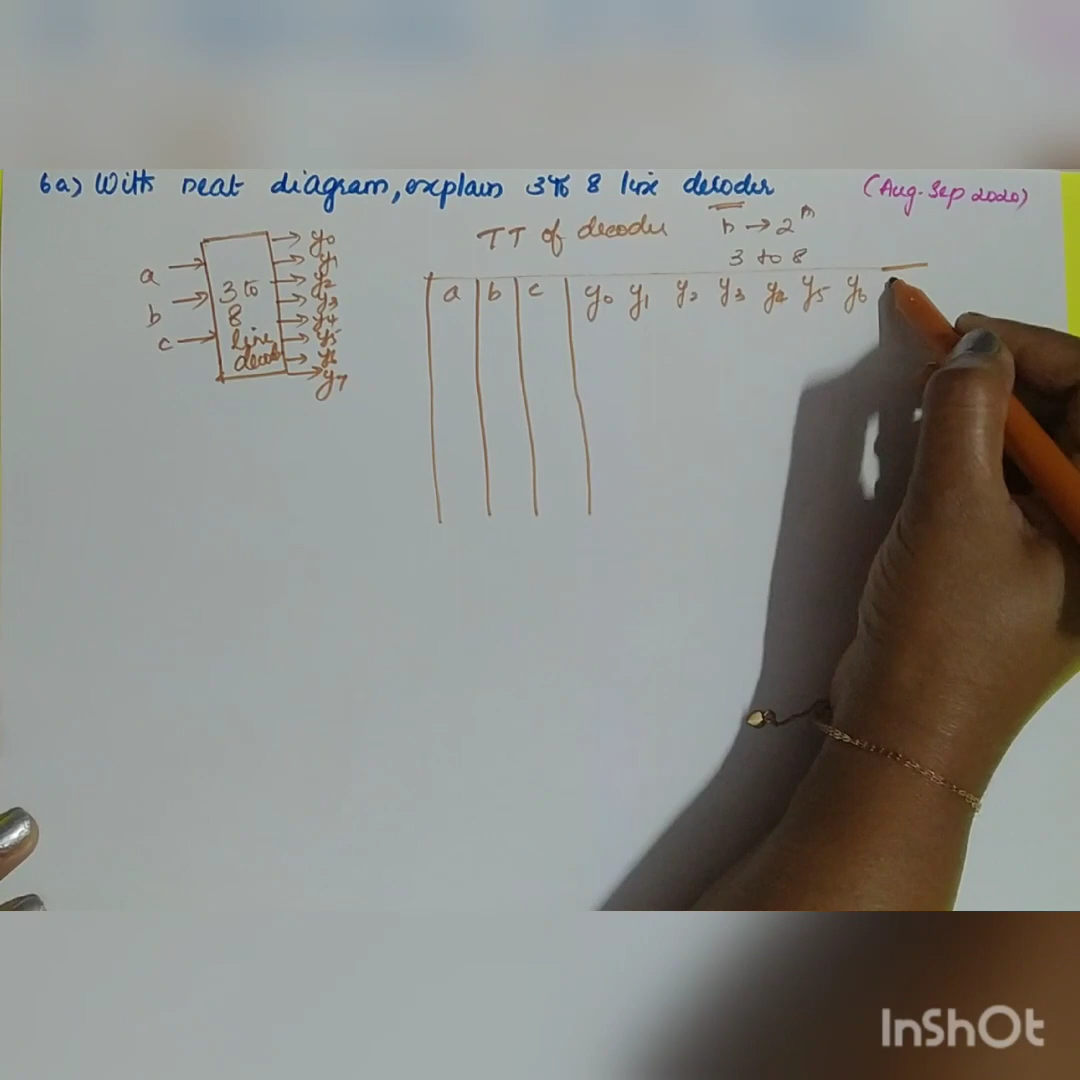 6a) With neat diagram, explain 3 to 8 line decoder (Aug-Sep 2020)
TT of decoder n → 2^n
3 to 8
a
b
c
3 to
8
line
decod
y0
y1
y2
y3
y4
y5
y6
y7
a b c y0 y1 y2 y3 y4 y5 y6
InShOt